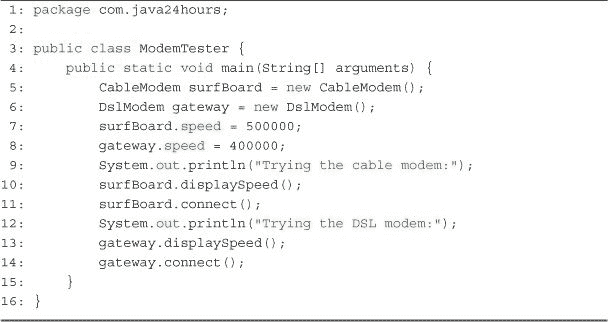 1: package com.java24hours;
2:
3: public class ModemTester {
4:     public static void main(String[] arguments) {
5:         CableModem surfBoard = new CableModem();
6:         DslModem gateway = new DslModem();
7:         surfBoard.speed = 500000;
8:         gateway.speed = 400000;
9:         System.out.println("Trying the cable modem:");
10:         surfBoard.displaySpeed();
11:         surfBoard.connect();
12:         System.out.println("Trying the DSL modem:");
13:         gateway.displaySpeed();
14:         gateway.connect();
15:     }
16: }